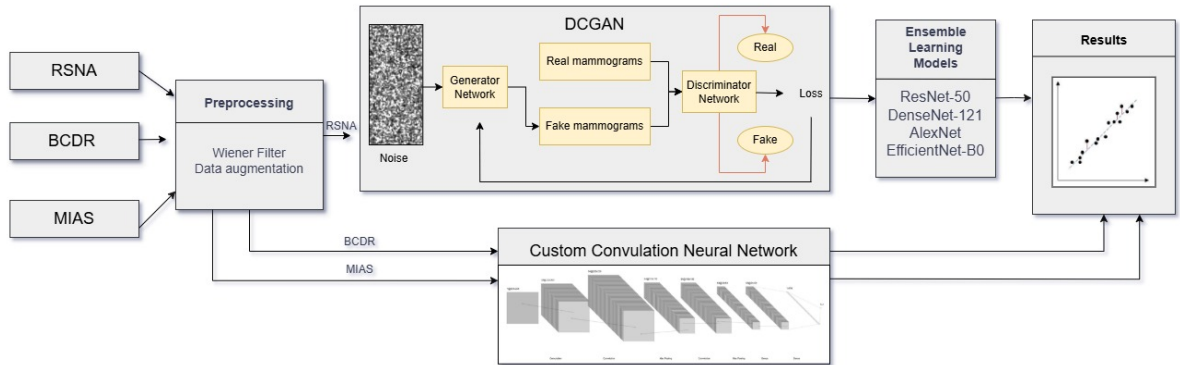 RSNA
BCDR
MIAS
Preprocessing
Wiener Filter
Data augmentation
RSNA
DCGAN
Noise
Generator
Network
Real mammograms
Fake mammograms
Discriminator
Network
Real
Fake
Loss
Ensemble
Learning
Models
ResNet-50
DenseNet-121
AlexNet
EfficientNet-B0
Results
BCDR
MIAS
Custom Convulation Neural Network